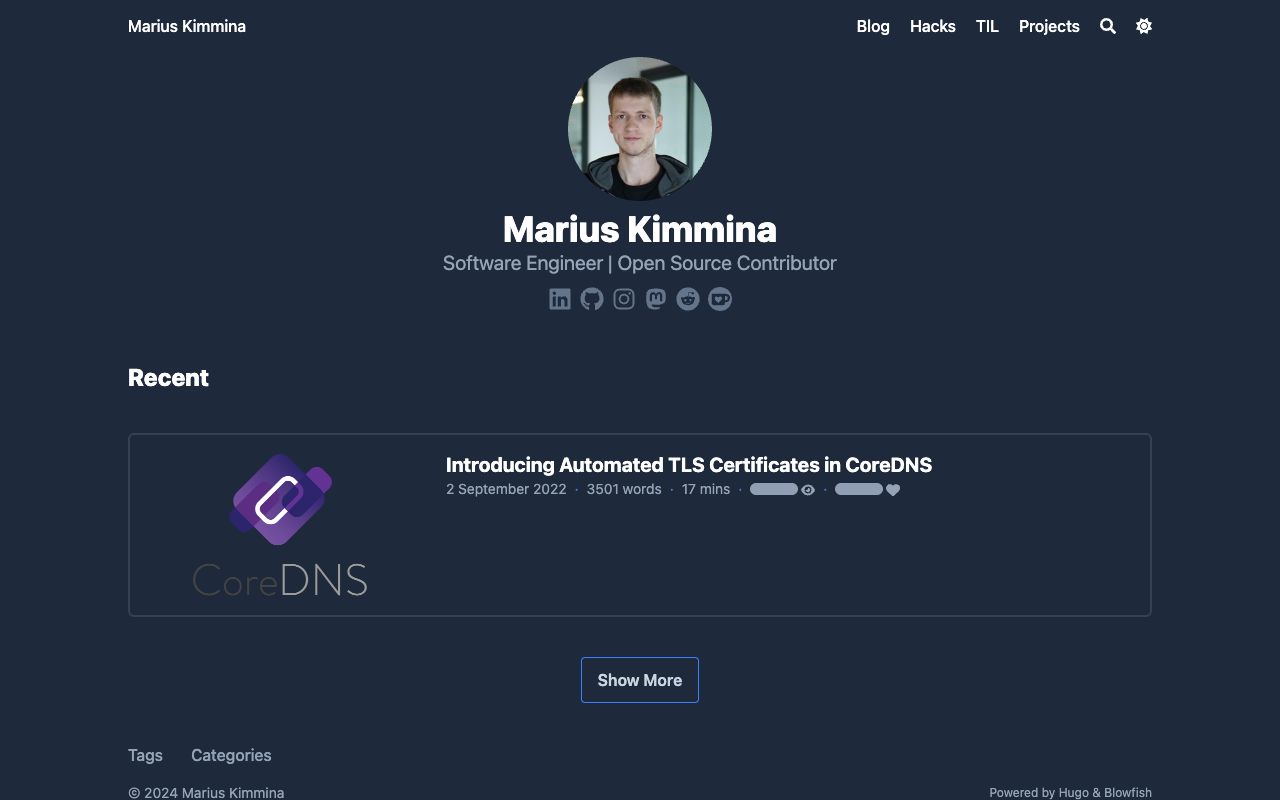 Marius Kimmina
Blog Hacks TIL Projects
Marius Kimmina
Software Engineer | Open Source Contributor
Recent
CoreDNS
Introducing Automated TLS Certificates in CoreDNS
2 September 2022 · 3501 words · 17 mins · ·
Show More
Tags Categories
© 2024 Marius Kimmina
Powered by Hugo & Blowfish